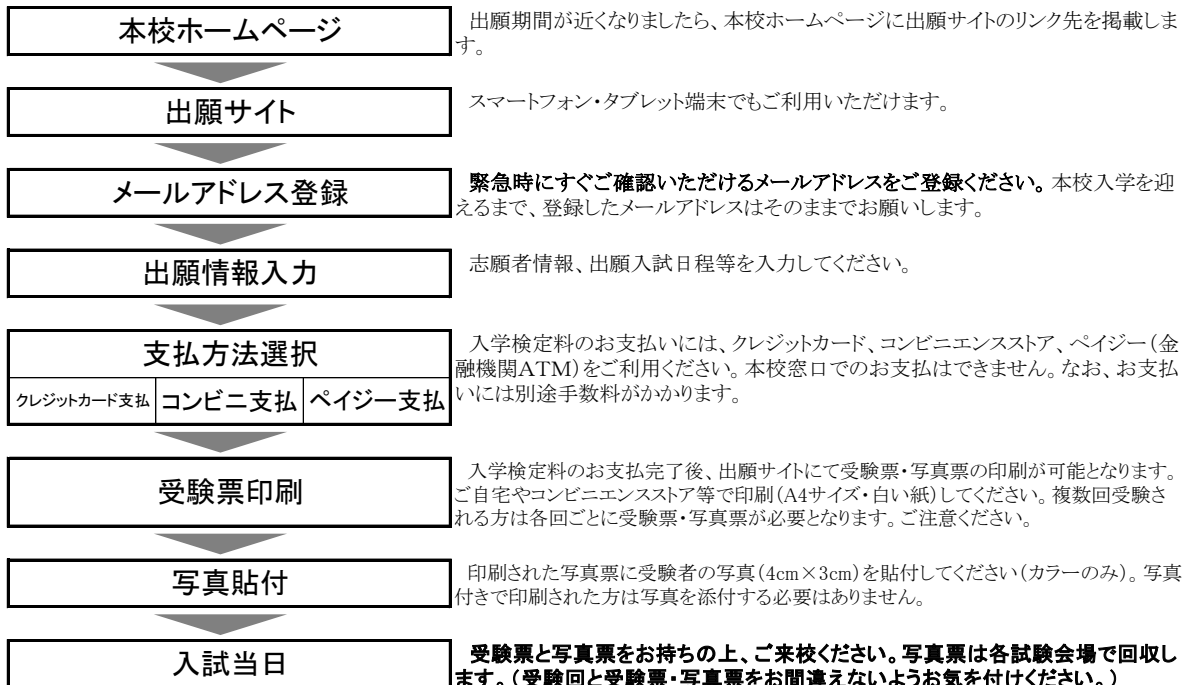 本校ホームページ
出願期間が近くなりましたら、本校ホームページに出願サイトのリンク先を掲載しま
す。
出願サイト
スマートフォン・タブレット端末でもご利用いただけます。
メールアドレス登録
緊急時にすぐご確認いただけるメールアドレスをご登録ください。本校入学を迎
えるまで、登録したメールアドレスはそのままでお願いします。
出願情報入力
志願者情報、出願入試日程等を入力してください。
支払方法選択
クレジットカード支払 コンビニ支払 ペイジー支払
入学検定料のお支払いには、クレジットカード、コンビニエンスストア、ペイジー(金
融機関ATM)をご利用ください。本校窓口でのお支払はできません。なお、お支払
いには別途手数料がかかります。
受験票印刷
入学検定料のお支払完了後、出願サイトにて受験票・写真票の印刷が可能となります。
ご自宅やコンビニエンスストア等で印刷(A4サイズ・白い紙)してください。複数回受験さ
れる方は各回ごとに受験票・写真票が必要となります。ご注意ください。
写真貼付
印刷された写真票に受験者の写真(4cm×3cm)を貼付してください(カラーのみ)。写真
付きで印刷された方は写真を添付する必要はありません。
入試当日
受験票と写真票をお持ちの上、ご来校ください。写真票は各試験会場で回収し
ます。(受験回と受験票・写真票をお間違えないようお気を付けください。)